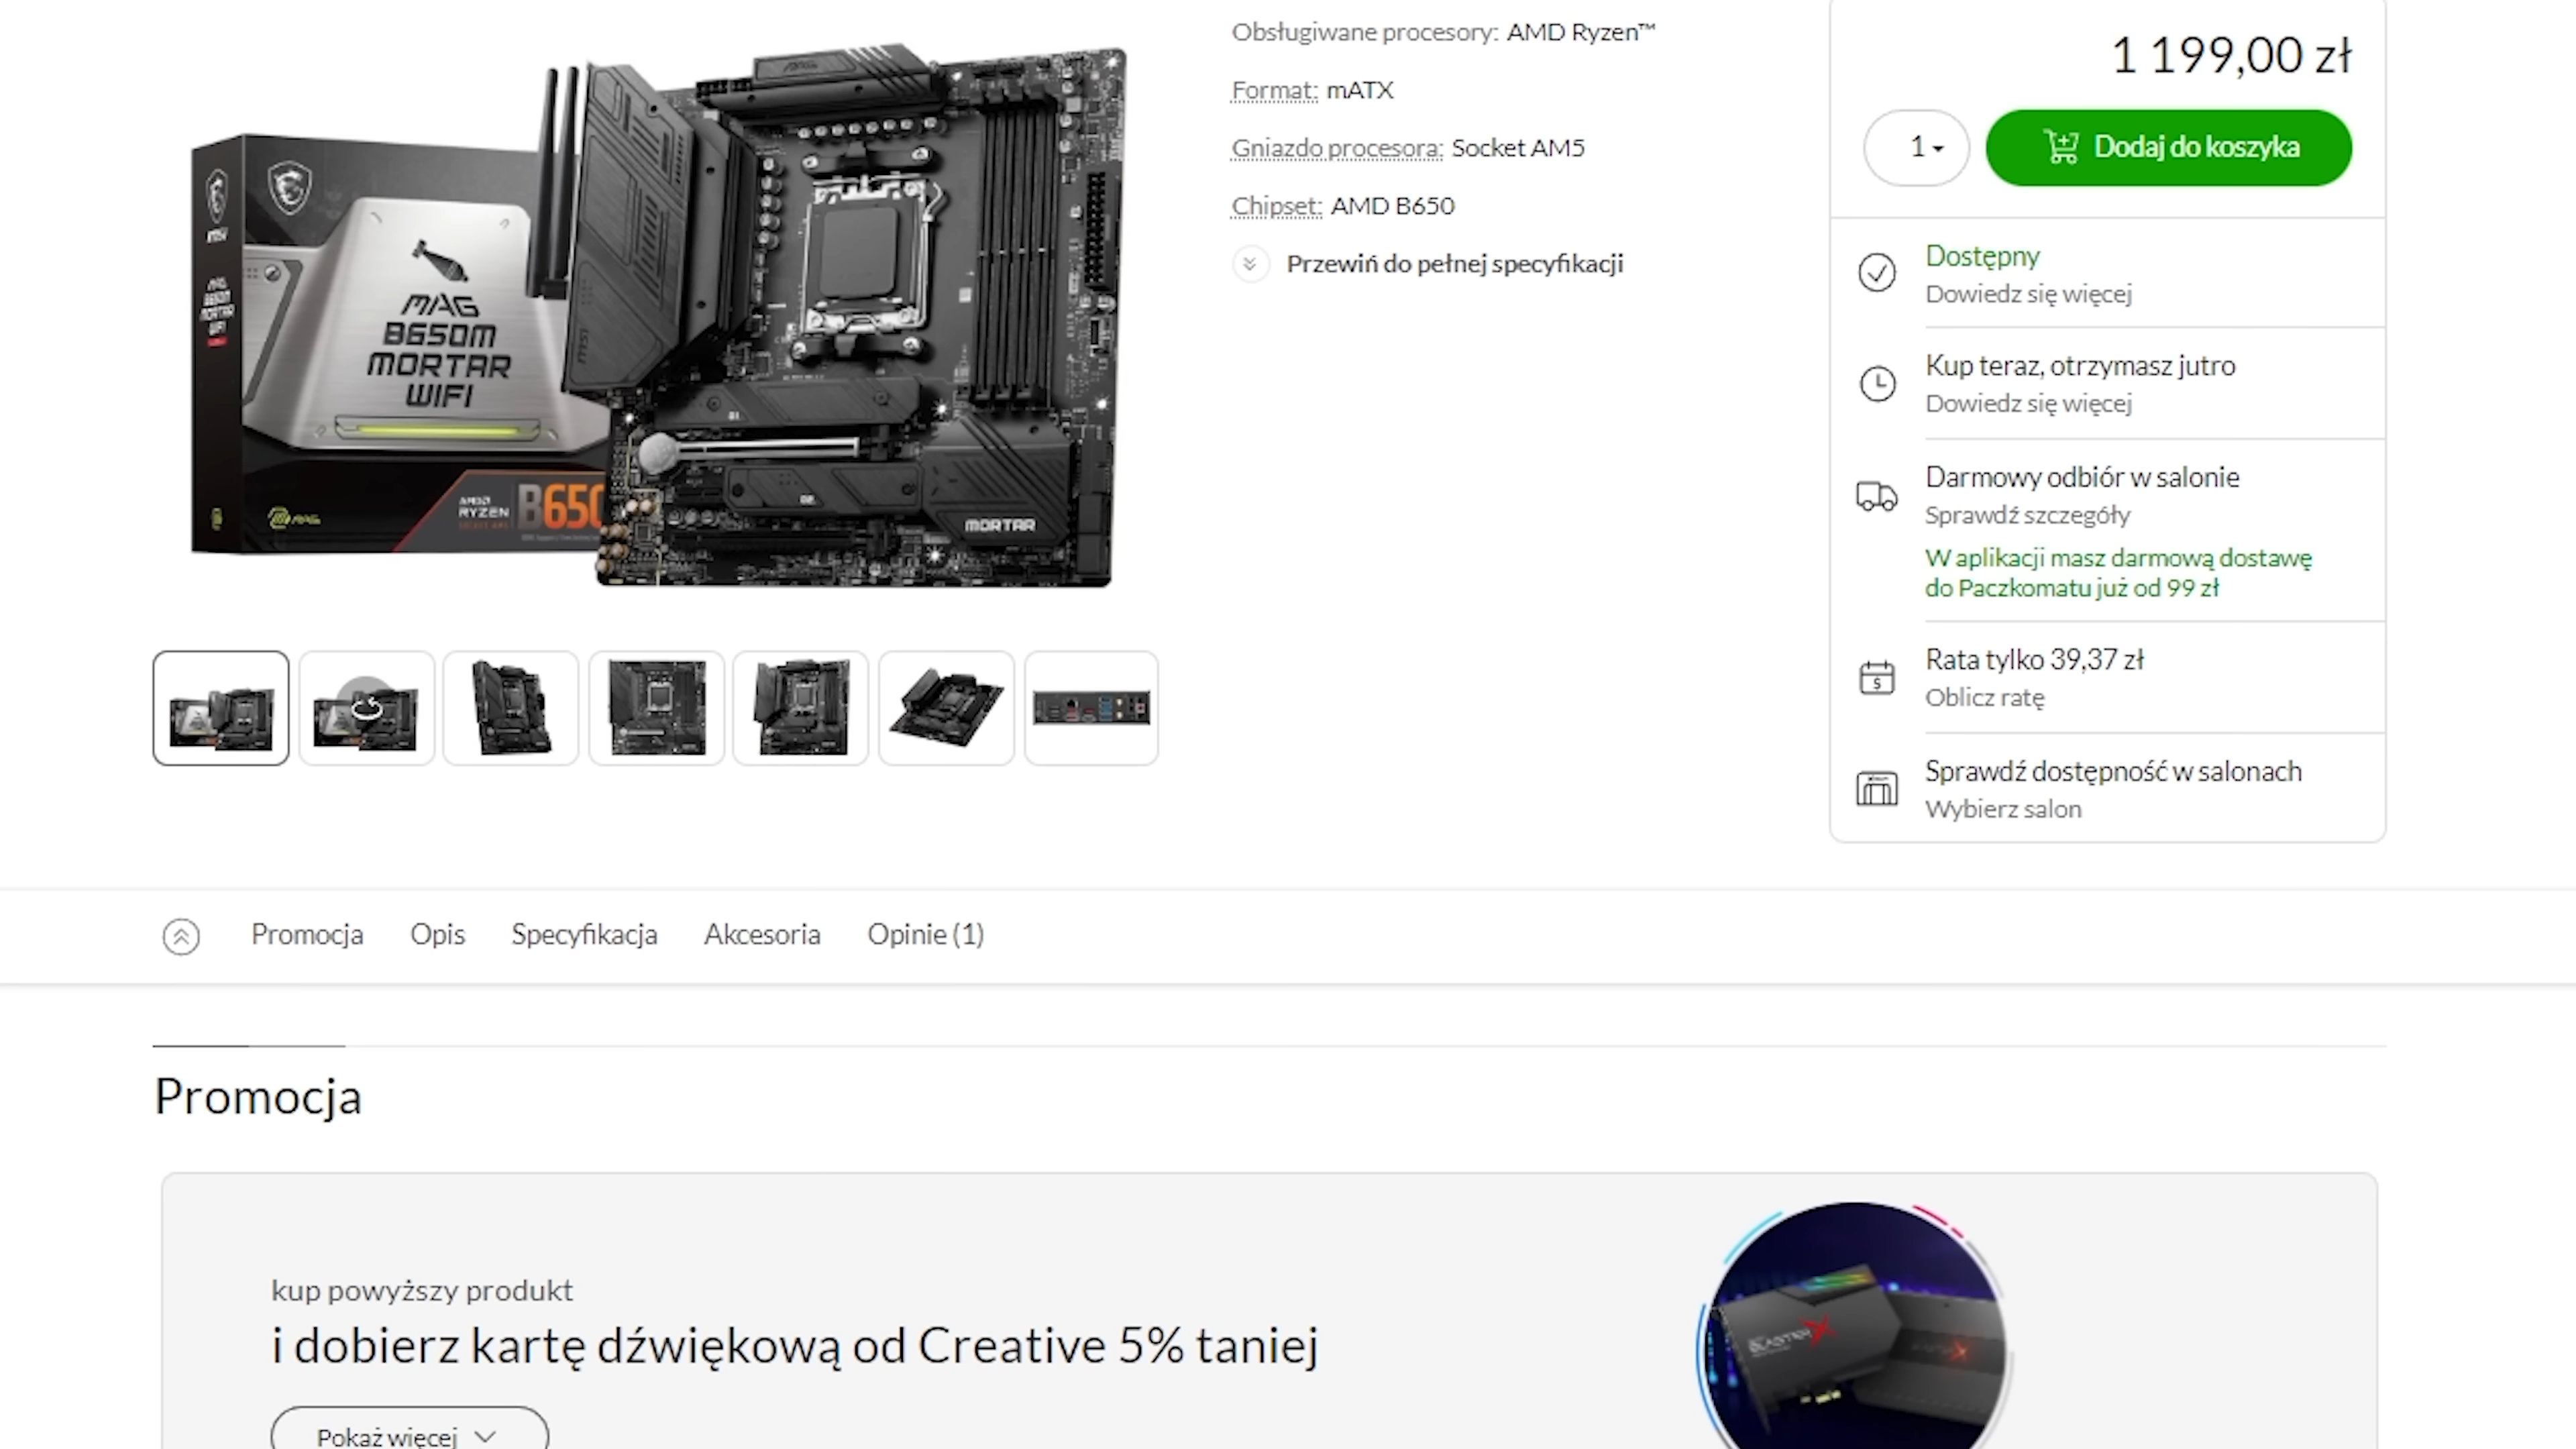 Obsługiwane procesory: AMD Ryzen™
Format: mATX
Gniazdo procesora: Socket AM5
Chipset: AMD B650
Przewiń do pełnej specyfikacji
1 199,00 zł
1
Dodaj do koszyka
Dostępny
Dowiedz się więcej
Kup teraz, otrzymasz jutro
Dowiedz się więcej
Darmowy odbiór w salonie
Sprawdź szczegóły
W aplikacji masz darmową dostawę
do Paczkomatu już od 99 zł
Rata tylko 39,37 zł
Oblicz ratę
Sprawdź dostępność w salonach
Wybierz salon
MAG
B650M
MORTAR
WIFI
AMD
RYZEN
B650
MAG
MORTAR
Promocja
Opis
Specyfikacja
Akcesoria
Opinie (1)
Promocja
kup powyższy produkt
i dobierz kartę dźwiękową od Creative 5% taniej
Pokaż więcej